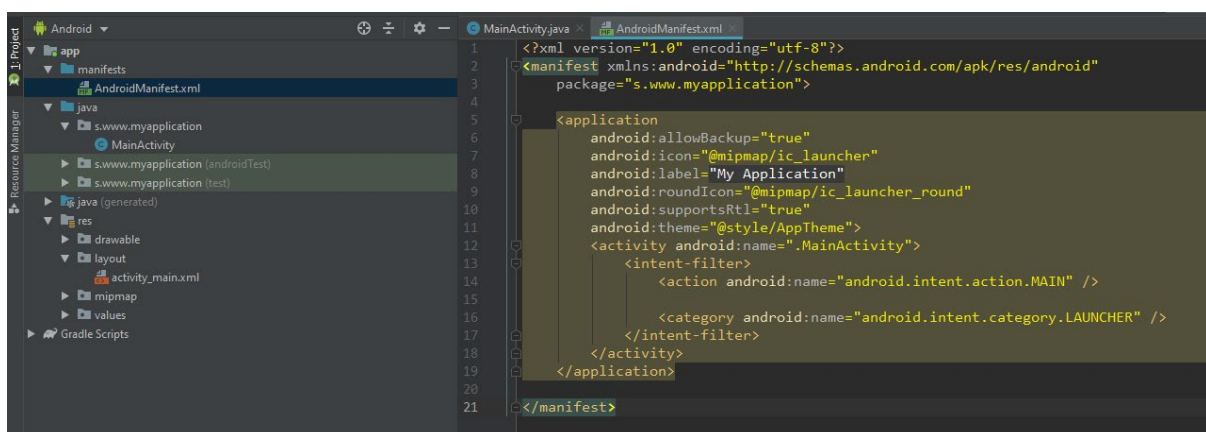 1: Project
Resource Manager
Android
app
manifests
AndroidManifest.xml
java
s.www.myapplication
MainActivity
s.www.myapplication (androidTest)
s.www.myapplication (test)
java (generated)
res
drawable
layout
activity_main.xml
mipmap
values
Gradle Scripts
MainActivity.java
AndroidManifest.xml
1 <?xml version="1.0" encoding="utf-8"?>
2 <manifest xmlns:android="http://schemas.android.com/apk/res/android"
3 package="s.www.myapplication">
4
5 <application
6 android:allowBackup="true"
7 android:icon="@mipmap/ic_launcher"
8 android:label="My Application"
9 android:roundIcon="@mipmap/ic_launcher_round"
10 android:supportsRtl="true"
11 android:theme="@style/AppTheme">
12 <activity android:name=".MainActivity">
13 <intent-filter>
14 <action android:name="android.intent.action.MAIN" />
15
16 <category android:name="android.intent.category.LAUNCHER" />
17 </intent-filter>
18 </activity>
19 </application>
20
21 </manifest>